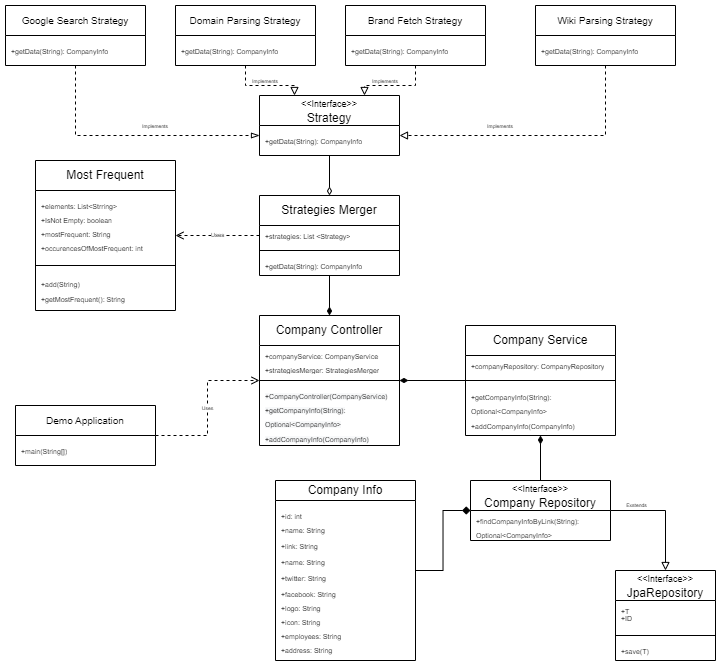 Google Search Strategy
+getData(String): CompanyInfo
Domain Parsing Strategy
+getData(String): CompanyInfo
Brand Fetch Strategy
+getData(String): CompanyInfo
Wiki Parsing Strategy
+getData(String): CompanyInfo
Implements
Implements
Implements
Implements
<<Interface>>
Strategy
+getData(String): CompanyInfo
Most Frequent
+elements: List<Strring>
+IsNot Empty: boolean
+mostFrequent: String
+occurencesOfMostFrequent: int
+add(String)
+getMostFrequent(): String
Uses
Strategies Merger
+strategies: List <Strategy>
+getData(String): CompanyInfo
Company Controller
+companyService: CompanyService
+strategiesMerger: StrategiesMerger
+CompanyController(CompanyService)
+getCompanyInfo(String):
Optional<CompanyInfo>
+addCompanyInfo(CompanyInfo)
Company Service
+companyRepository: CompanyRepository
+getCompanyInfo(String):
Optional<CompanyInfo>
+addCompanyInfo(CompanyInfo)
Uses
Demo Application
+main(String[])
Company Info
+id: int
+name: String
+link: String
+name: String
+twitter: String
+facebook: String
+logo: String
+icon: String
+employees: String
+address: String
<<Interface>>
Company Repository
+findCompanyInfoByLink(String):
Optional<CompanyInfo>
Extends
<<Interface>>
JpaRepository
+T
+ID
+save(T)